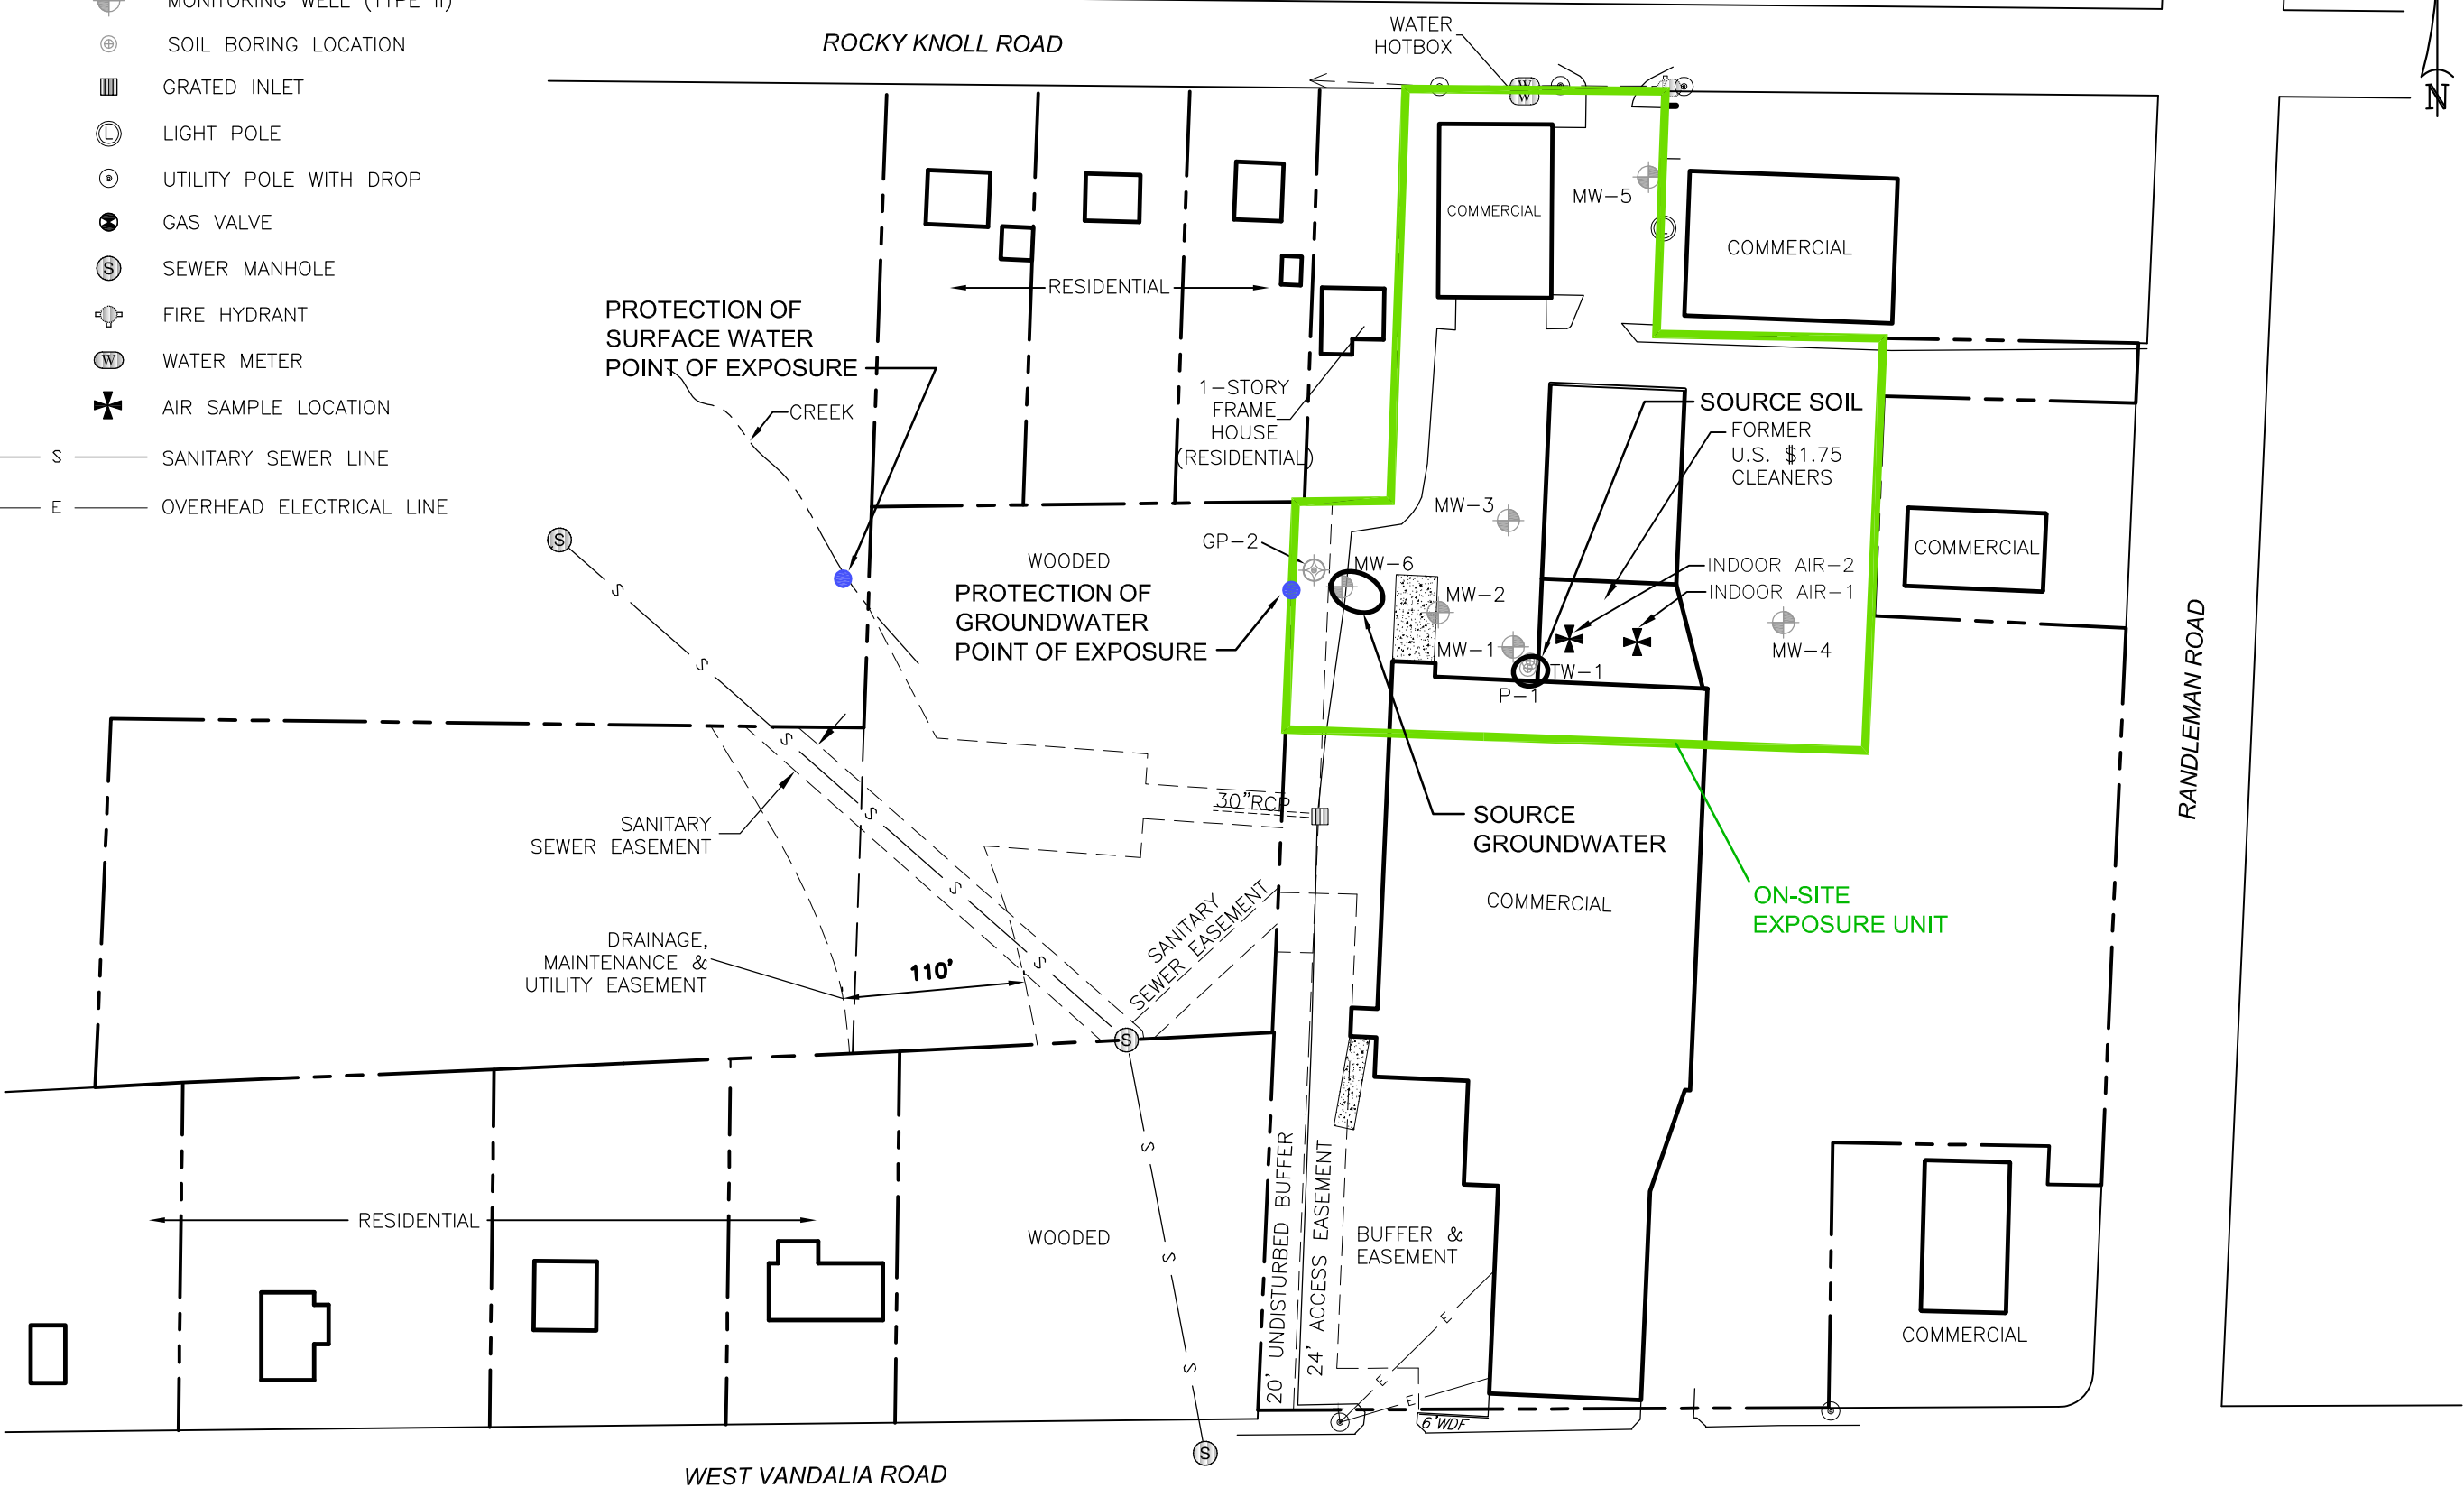 MONITORING WELL (TYPE II)
SOIL BORING LOCATION
GRATED INLET
L LIGHT POLE
UTILITY POLE WITH DROP
GAS VALVE
S SEWER MANHOLE
FIRE HYDRANT
W WATER METER
AIR SAMPLE LOCATION
S SANITARY SEWER LINE
E OVERHEAD ELECTRICAL LINE
ROCKY KNOLL ROAD
WATER
HOTBOX
W
N
COMMERCIAL
MW-5
L
COMMERCIAL
RESIDENTIAL
PROTECTION OF
SURFACE WATER
POINT OF EXPOSURE
CREEK
1-STORY
FRAME
HOUSE
(RESIDENTIAL)
SOURCE SOIL
FORMER
U.S. $1.75
CLEANERS
MW-3
GP-2
MW-6
WOODED
PROTECTION OF
GROUNDWATER
POINT OF EXPOSURE
MW-2
MW-1
INDOOR AIR-2
INDOOR AIR-1
MW-4
TW-1
P-1
COMMERCIAL
RANDLEMAN ROAD
S
S
S
S
S
S
S
30"RCP
SANITARY
SEWER EASEMENT
SOURCE
GROUNDWATER
COMMERCIAL
ON-SITE
EXPOSURE UNIT
DRAINAGE,
MAINTENANCE &
UTILITY EASEMENT
110'
SANITARY
SEWER EASEMENT
S
S
S
S
S
RESIDENTIAL
WOODED
20' UNDISTURBED BUFFER
24' ACCESS EASEMENT
BUFFER &
EASEMENT
E
E
6'WDF
COMMERCIAL
WEST VANDALIA ROAD